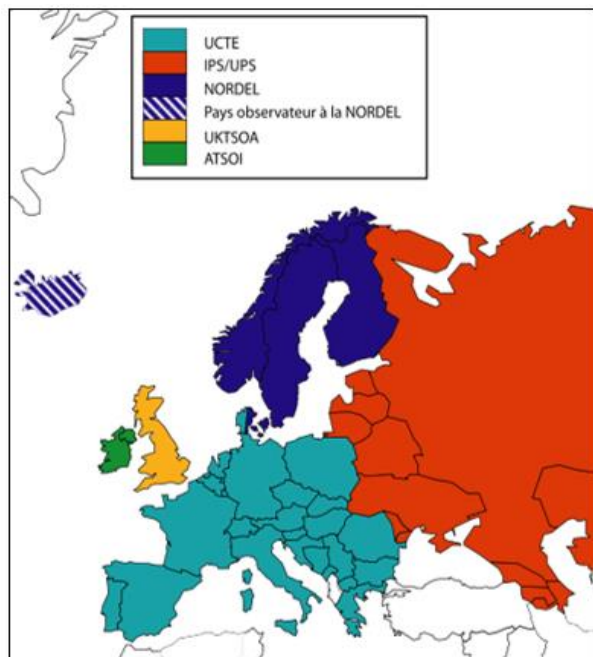 UCTE
IPS/UPS
NORDEL
Pays observateur à la NORDEL
UKTSOA
ATSOI